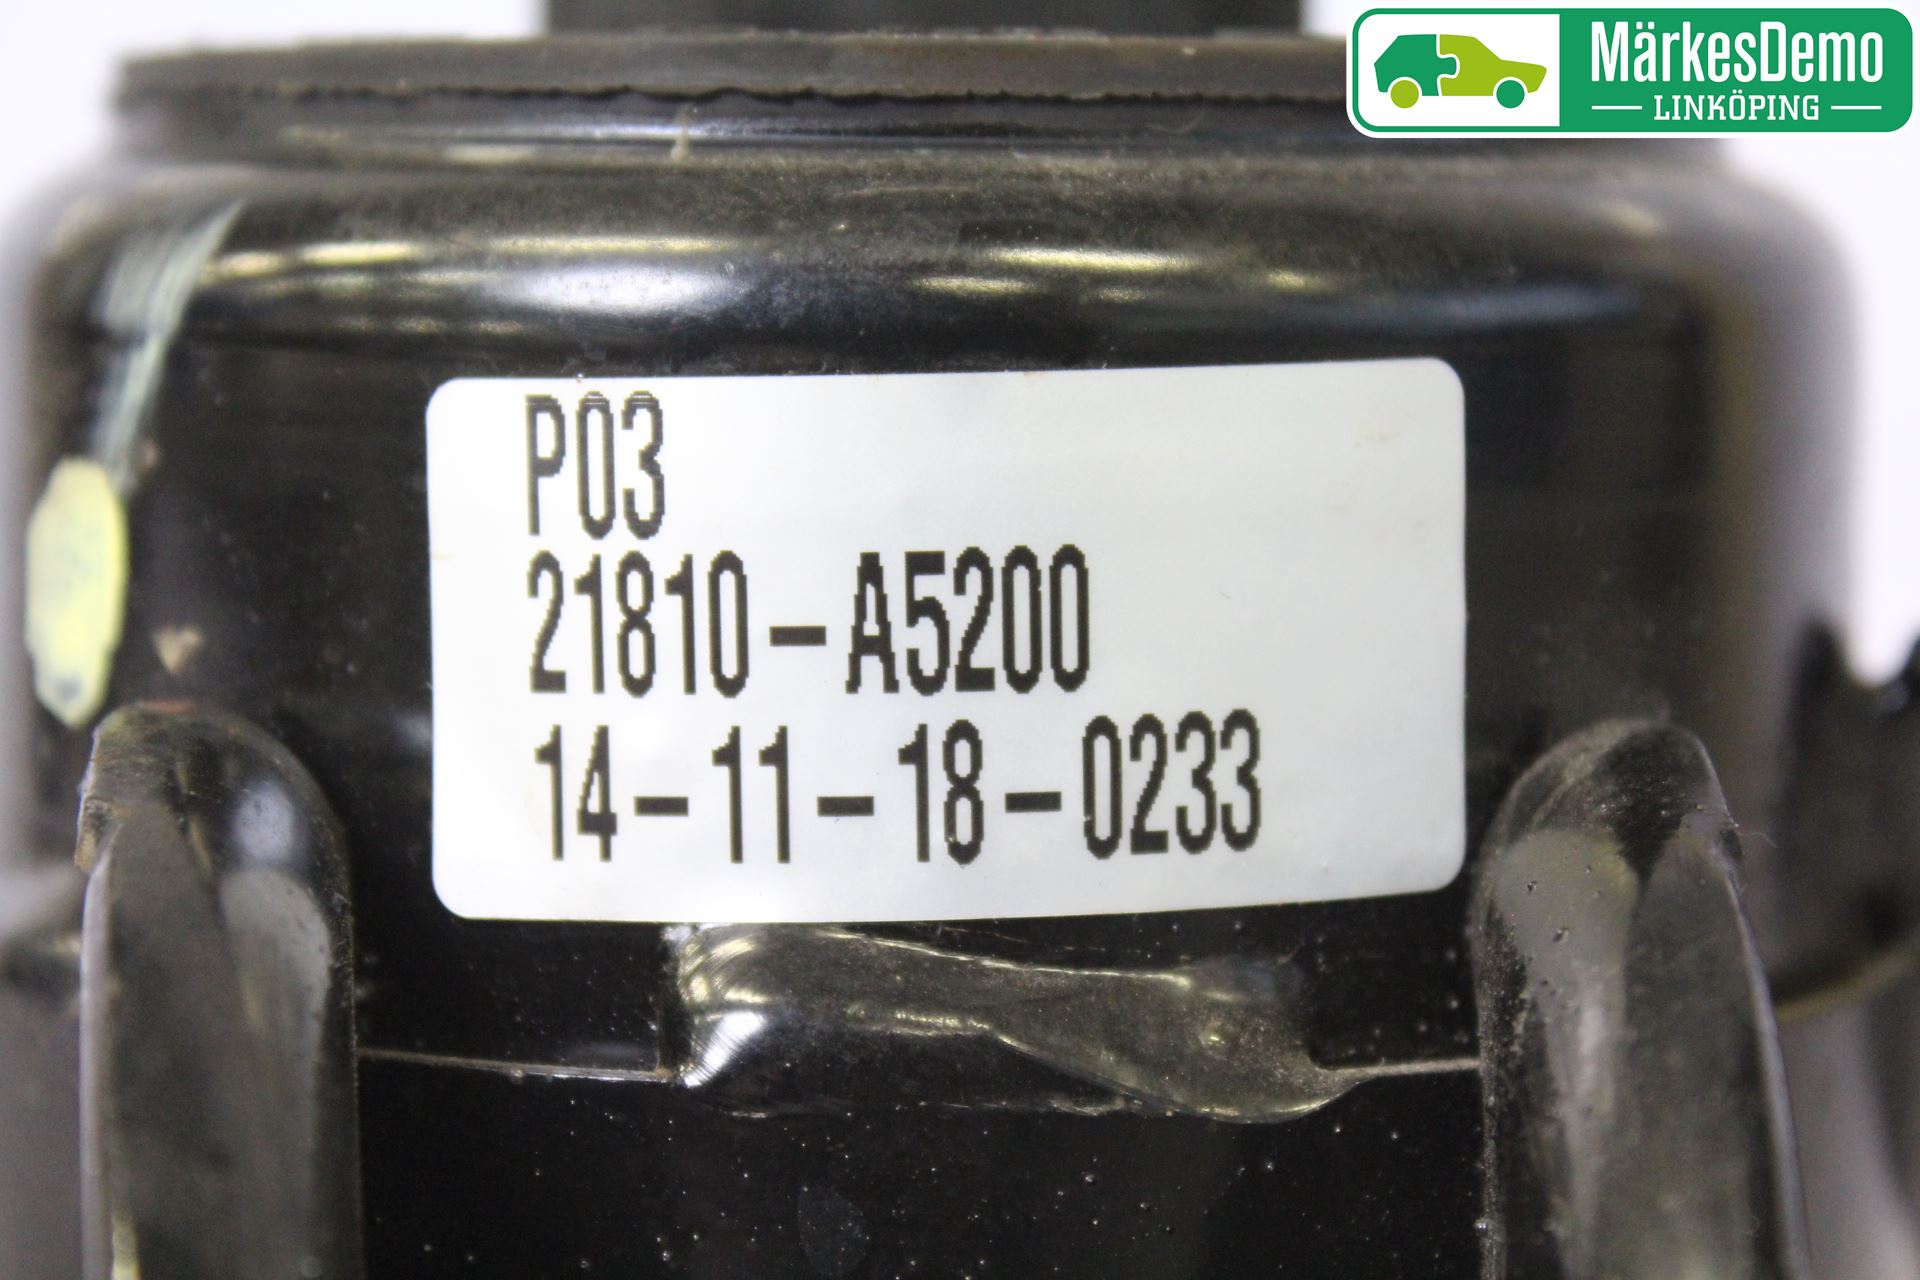 MärkesDemo
LINKÖPING
P03
21810-A5200
14-11-18-0233